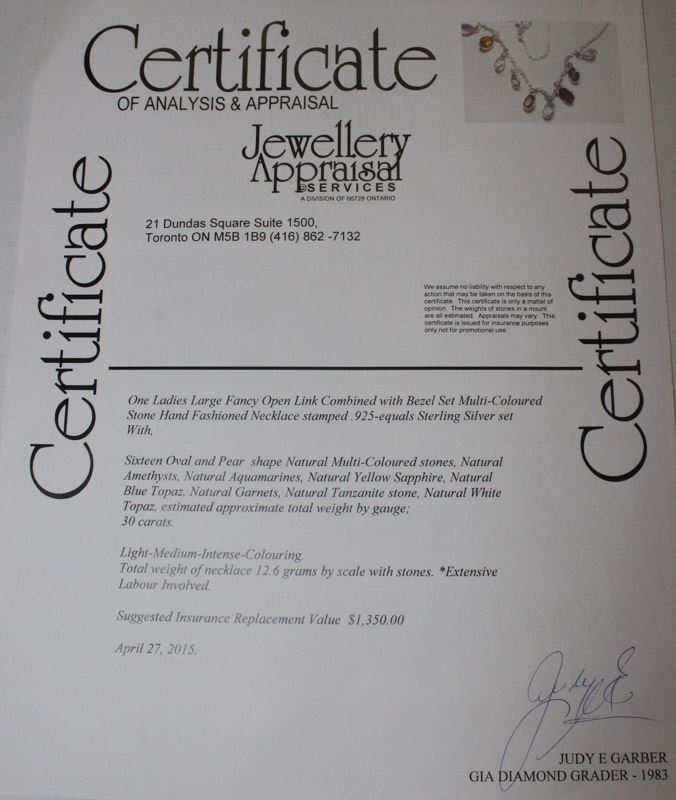 Certificate
OF ANALYSIS & APPRAISAL
Jewellery
Appraisal
SERVICES
A DIVISION OF 66728 ONTARIO
21 Dundas Square Suite 1500,
Toronto ON M5B 1B9 (416) 862 -7132
Certificate
Certificate
We assume no liability with respect to any
action that may be taken on the basis of this
certificate. This certificate is only a matter of
opinion. The weights of stones in a mount
are all estimated. Appraisals may vary. This
certificate is issued for insurance purposes
only not for promotional use.
One Ladies Large Fancy Open Link Combined with Bezel Set Multi-Coloured
Stone Hand Fashioned Necklace stamped .925-equals Sterling Silver set
With,
Sixteen Oval and Pear shape Natural Multi-Coloured stones, Natural
Amethysts, Natural Aquamarines, Natural Yellow Sapphire, Natural
Blue Topaz, Natural Garnets, Natural Tanzanite stone, Natural White
Topaz, estimated approximate total weight by gauge;
30 carats.
Light-Medium-Intense-Colouring.
Total weight of necklace 12.6 grams by scale with stones. *Extensive
Labour Involved.
Suggested Insurance Replacement Value $1,350.00
April 27, 2015.
Judy E
JUDY E GARBER
GIA DIAMOND GRADER - 1983